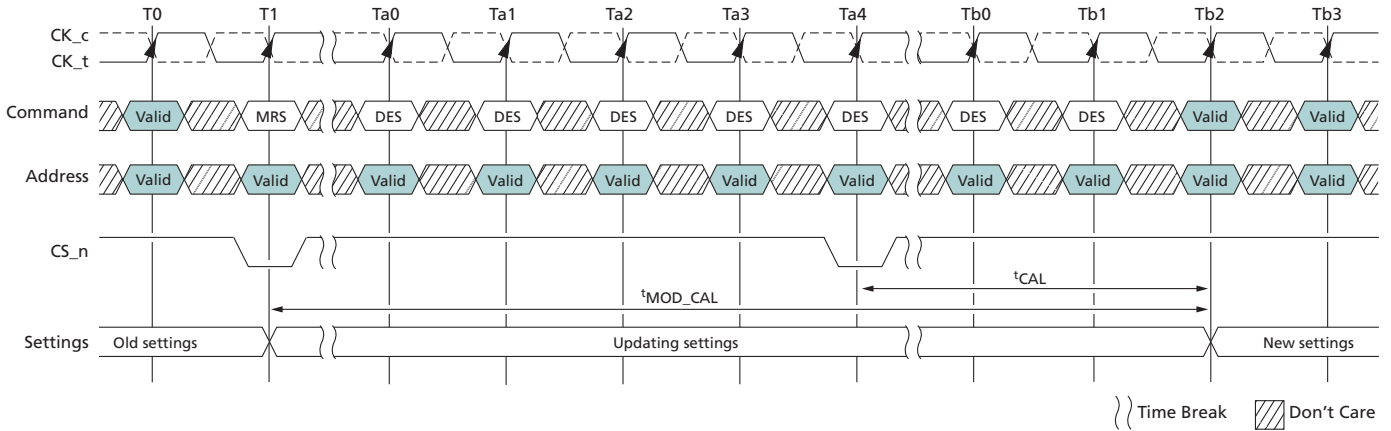 T0 T1 Ta0 Ta1 Ta2 Ta3 Ta4 Tb0 Tb1 Tb2 Tb3
CK_c
CK_t
Command Valid MRS DES DES DES DES DES DES DES Valid Valid
Address Valid Valid Valid Valid Valid Valid Valid Valid Valid Valid Valid
CS_n
tCAL
tMOD_CAL
Settings Old settings Updating settings New settings
Time Break Don't Care